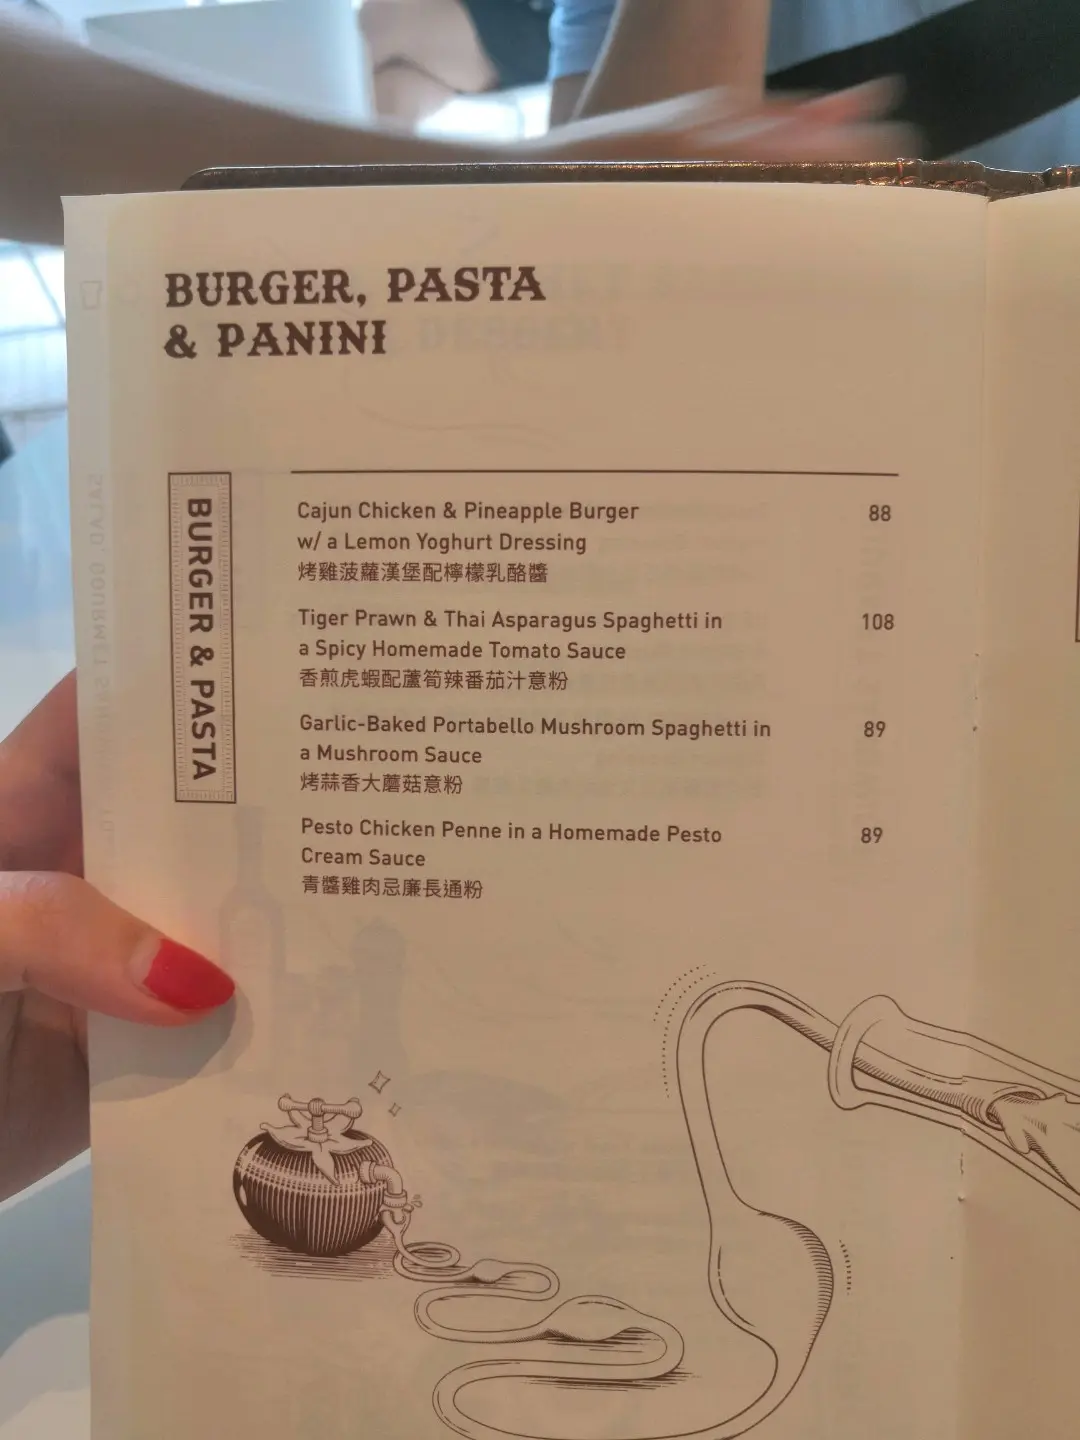 BURGER, PASTA
& PANINI
BURGER & PASTA
Cajun Chicken & Pineapple Burger 88
w/ a Lemon Yoghurt Dressing
烤雞菠蘿漢堡配檸檬乳酪醬
Tiger Prawn & Thai Asparagus Spaghetti in 108
a Spicy Homemade Tomato Sauce
香煎虎蝦配蘆筍辣番茄汁意粉
Garlic-Baked Portabello Mushroom Spaghetti in 89
a Mushroom Sauce
烤蒜香大蘑菇意粉
Pesto Chicken Penne in a Homemade Pesto 89
Cream Sauce
青醬雞肉忌廉長通粉